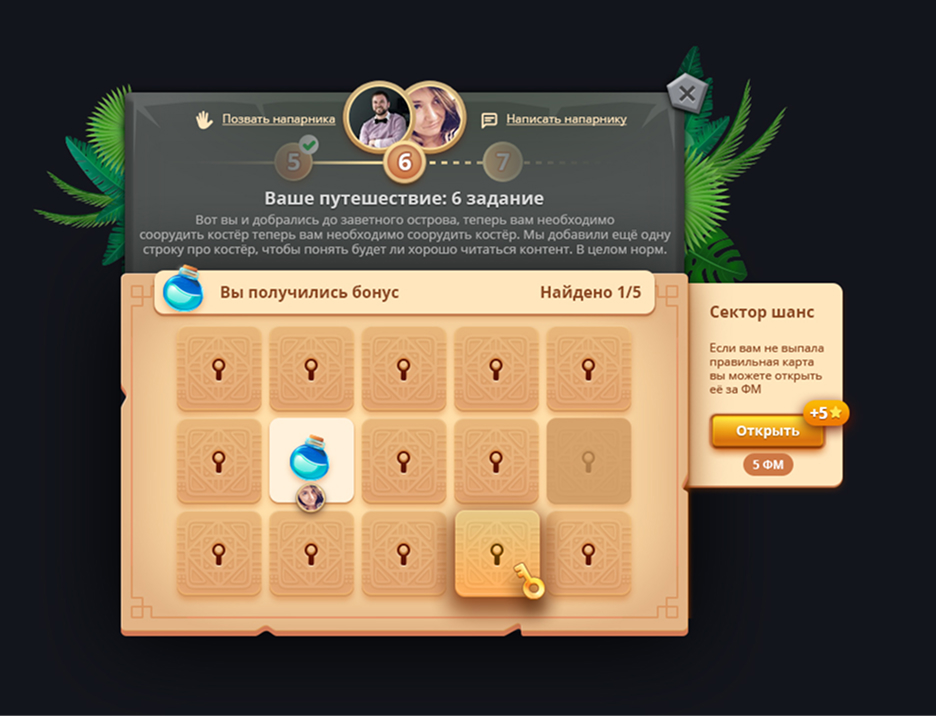 Позвать напарника
Написать напарнику
5
6
7
Ваше путешествие: 6 задание
Вот вы и добрались до заветного острова, теперь вам необходимо
соорудить костёр теперь вам необходимо соорудить костёр. Мы добавили ещё одну
строку про костёр, чтобы понять будет ли хорошо читаться контент. В целом норм.
Вы получились бонус
Найдено 1/5
Сектор шанс
Если вам не выпала
правильная карта
вы можете открыть
её за ФМ
+5
Открыть
5 ФМ